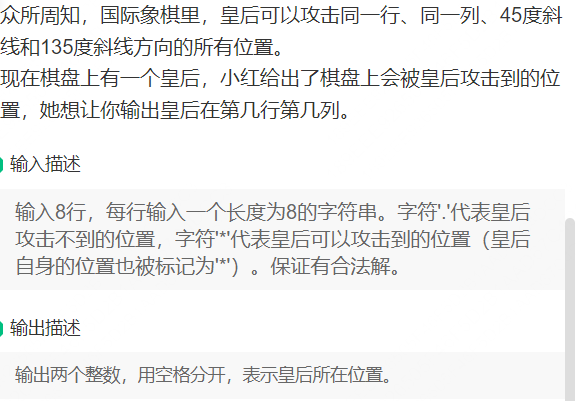 众所周知，国际象棋里，皇后可以攻击同一行、同一列、45度斜
线和135度斜线方向的所有位置。
现在棋盘上有一个皇后，小红给出了棋盘上会被皇后攻击到的位
置，她想让你输出皇后在第几行第几列。
输入描述
输入8行，每行输入一个长度为8的字符串。字符'.'代表皇后
攻击不到的位置，字符'*'代表皇后可以攻击到的位置（皇后
自身的位置也被标记为'*'）。保证有合法解。
输出描述
输出两个整数，用空格分开，表示皇后所在位置。